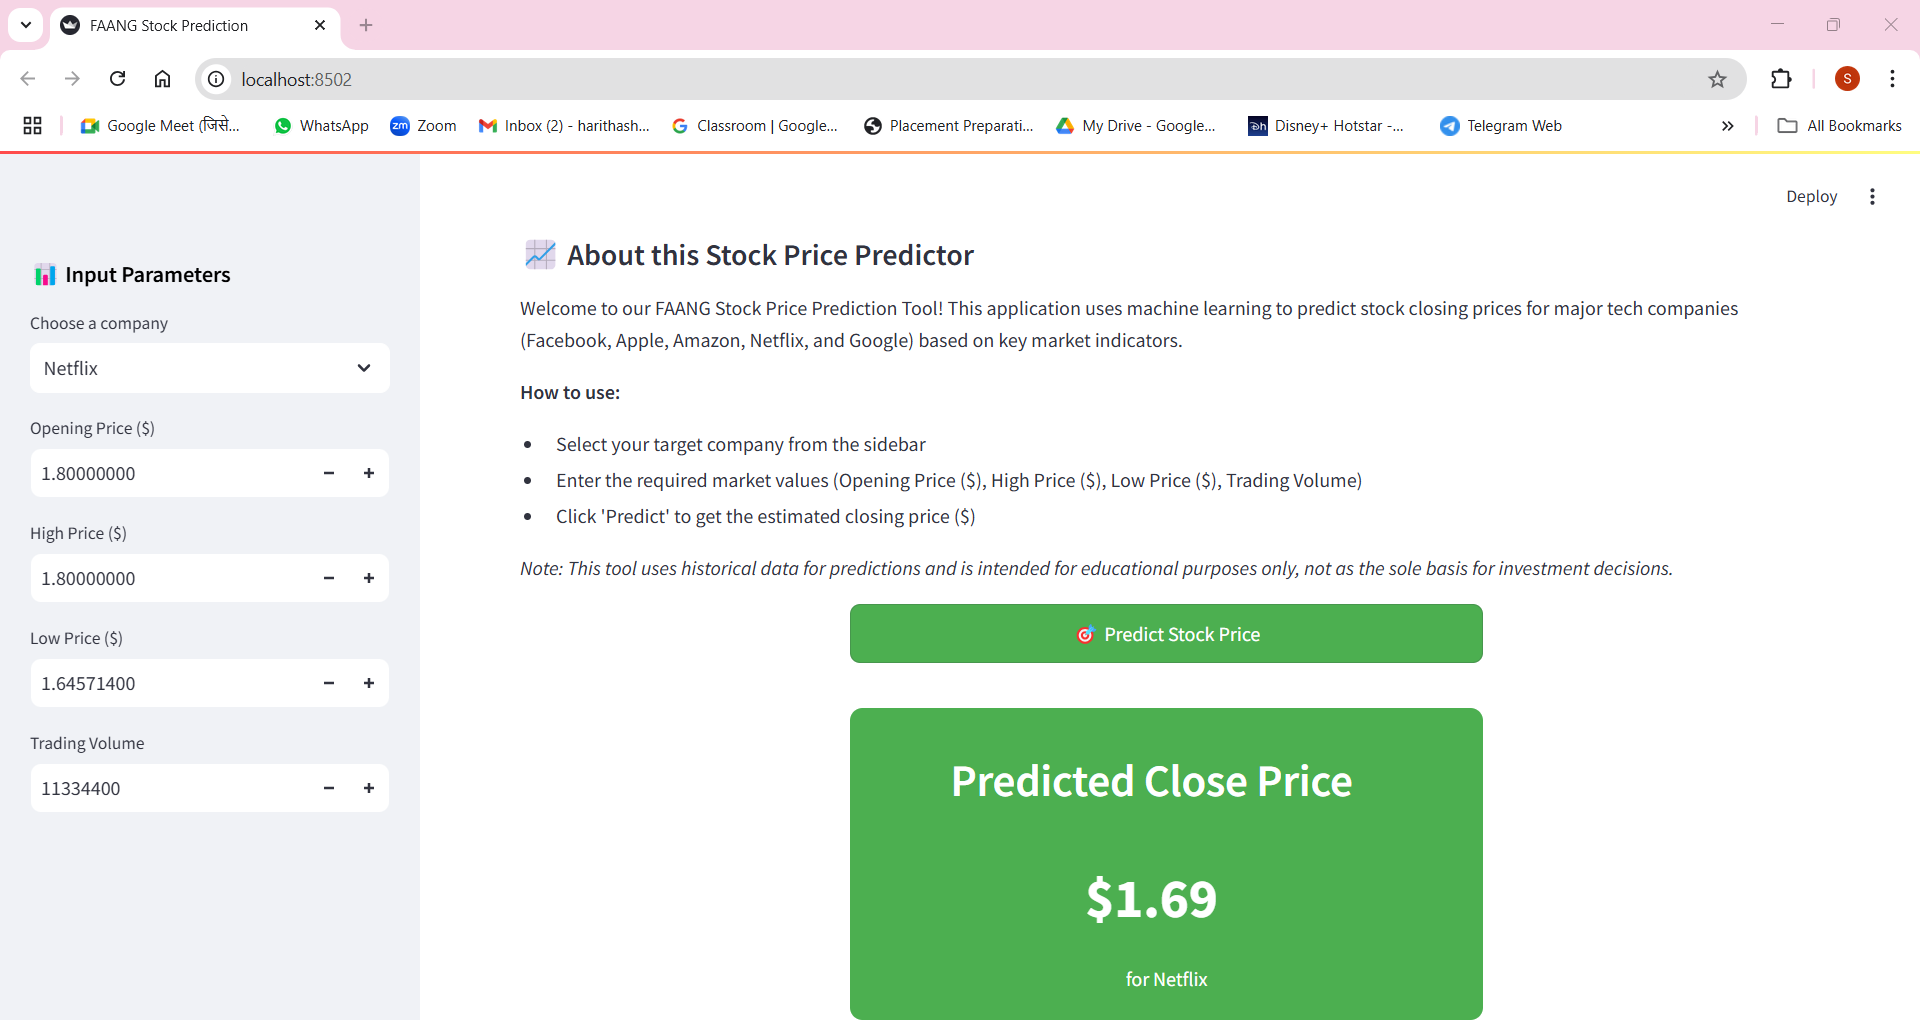 FAANG Stock Prediction
localhost:8502
S
Google Meet (जिसे...
WhatsApp
zm Zoom
Inbox (2) - harithash...
Classroom | Google...
Placement Preparati...
My Drive - Google...
Disney+ Hotstar -...
Telegram Web
All Bookmarks
Deploy
Input Parameters
Choose a company
Netflix
Opening Price ($)
1.80000000
High Price ($)
1.80000000
Low Price ($)
1.64571400
Trading Volume
11334400
About this Stock Price Predictor
Welcome to our FAANG Stock Price Prediction Tool! This application uses machine learning to predict stock closing prices for major tech companies
(Facebook, Apple, Amazon, Netflix, and Google) based on key market indicators.
How to use:
Select your target company from the sidebar
Enter the required market values (Opening Price ($), High Price ($), Low Price ($), Trading Volume)
Click 'Predict' to get the estimated closing price ($)
Note: This tool uses historical data for predictions and is intended for educational purposes only, not as the sole basis for investment decisions.
Predict Stock Price
Predicted Close Price
$1.69
for Netflix